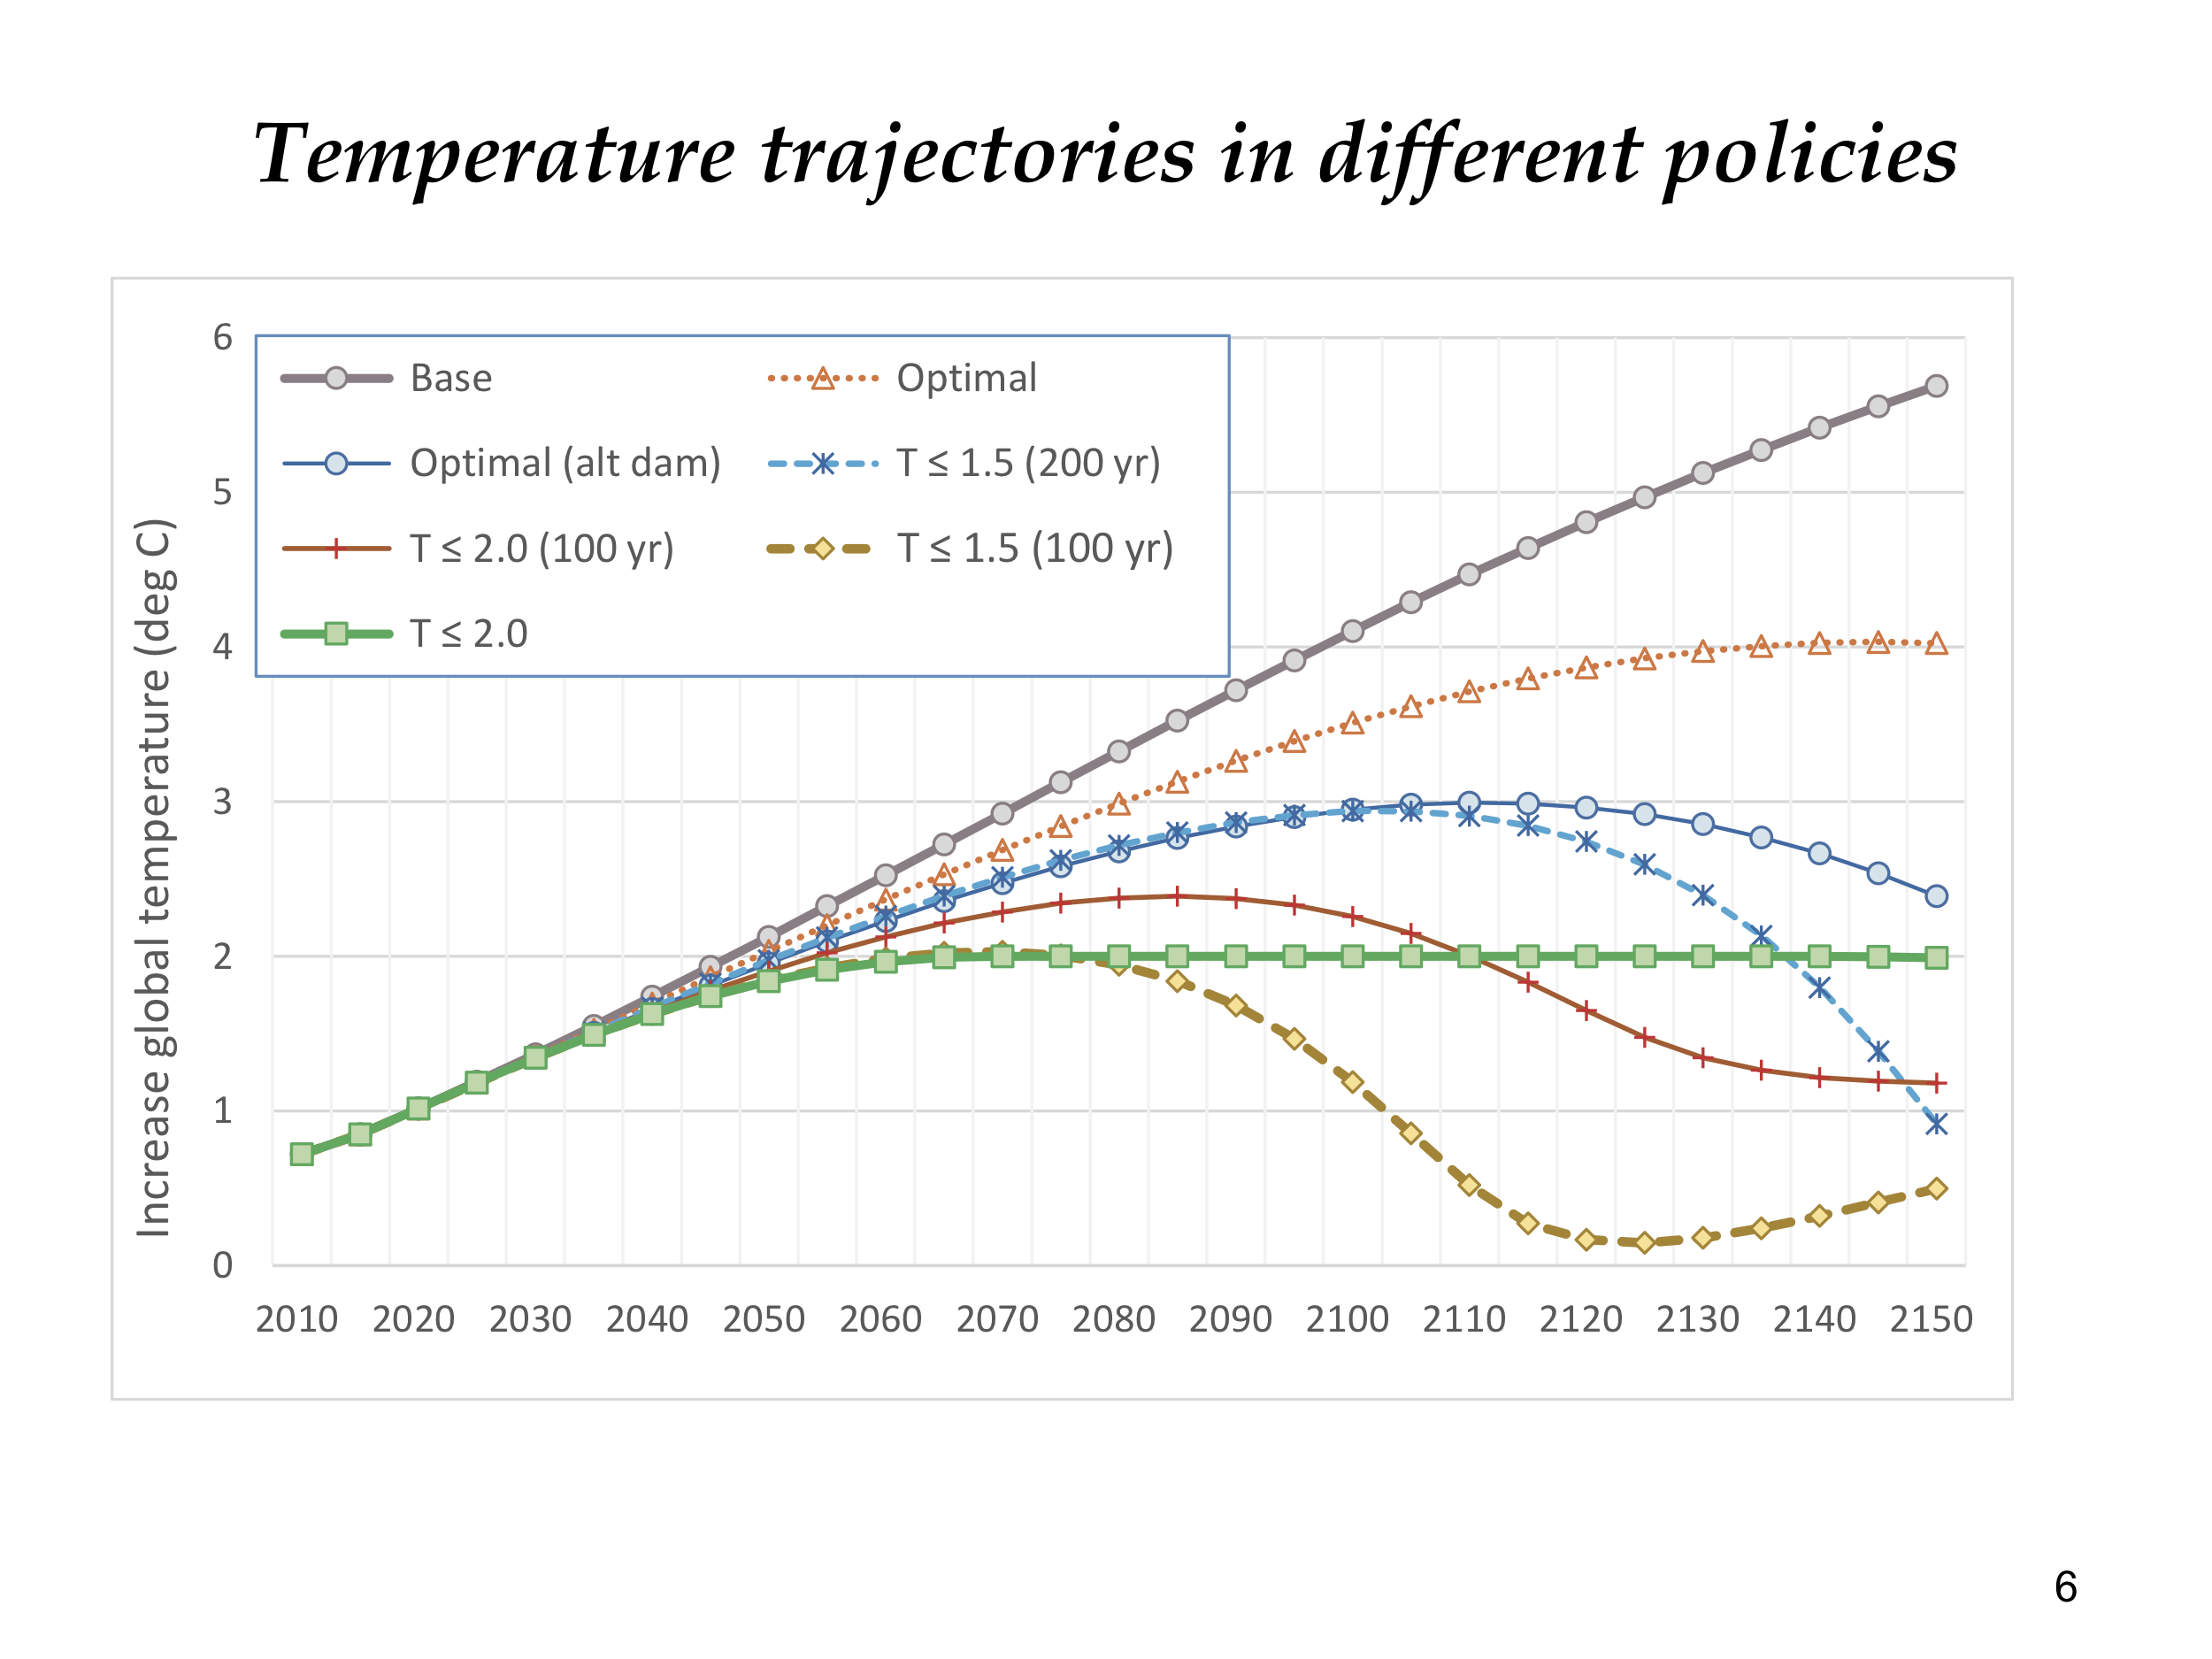 Temperature trajectories in different policies
Increase global temperature (deg C)
6
5
4
3
2
1
0
Base
Optimal
Optimal (alt dam)
T ≤ 1.5 (200 yr)
T ≤ 2.0 (100 yr)
T ≤ 1.5 (100 yr)
T ≤ 2.0
2010 2020 2030 2040 2050 2060 2070 2080 2090 2100 2110 2120 2130 2140 2150
6